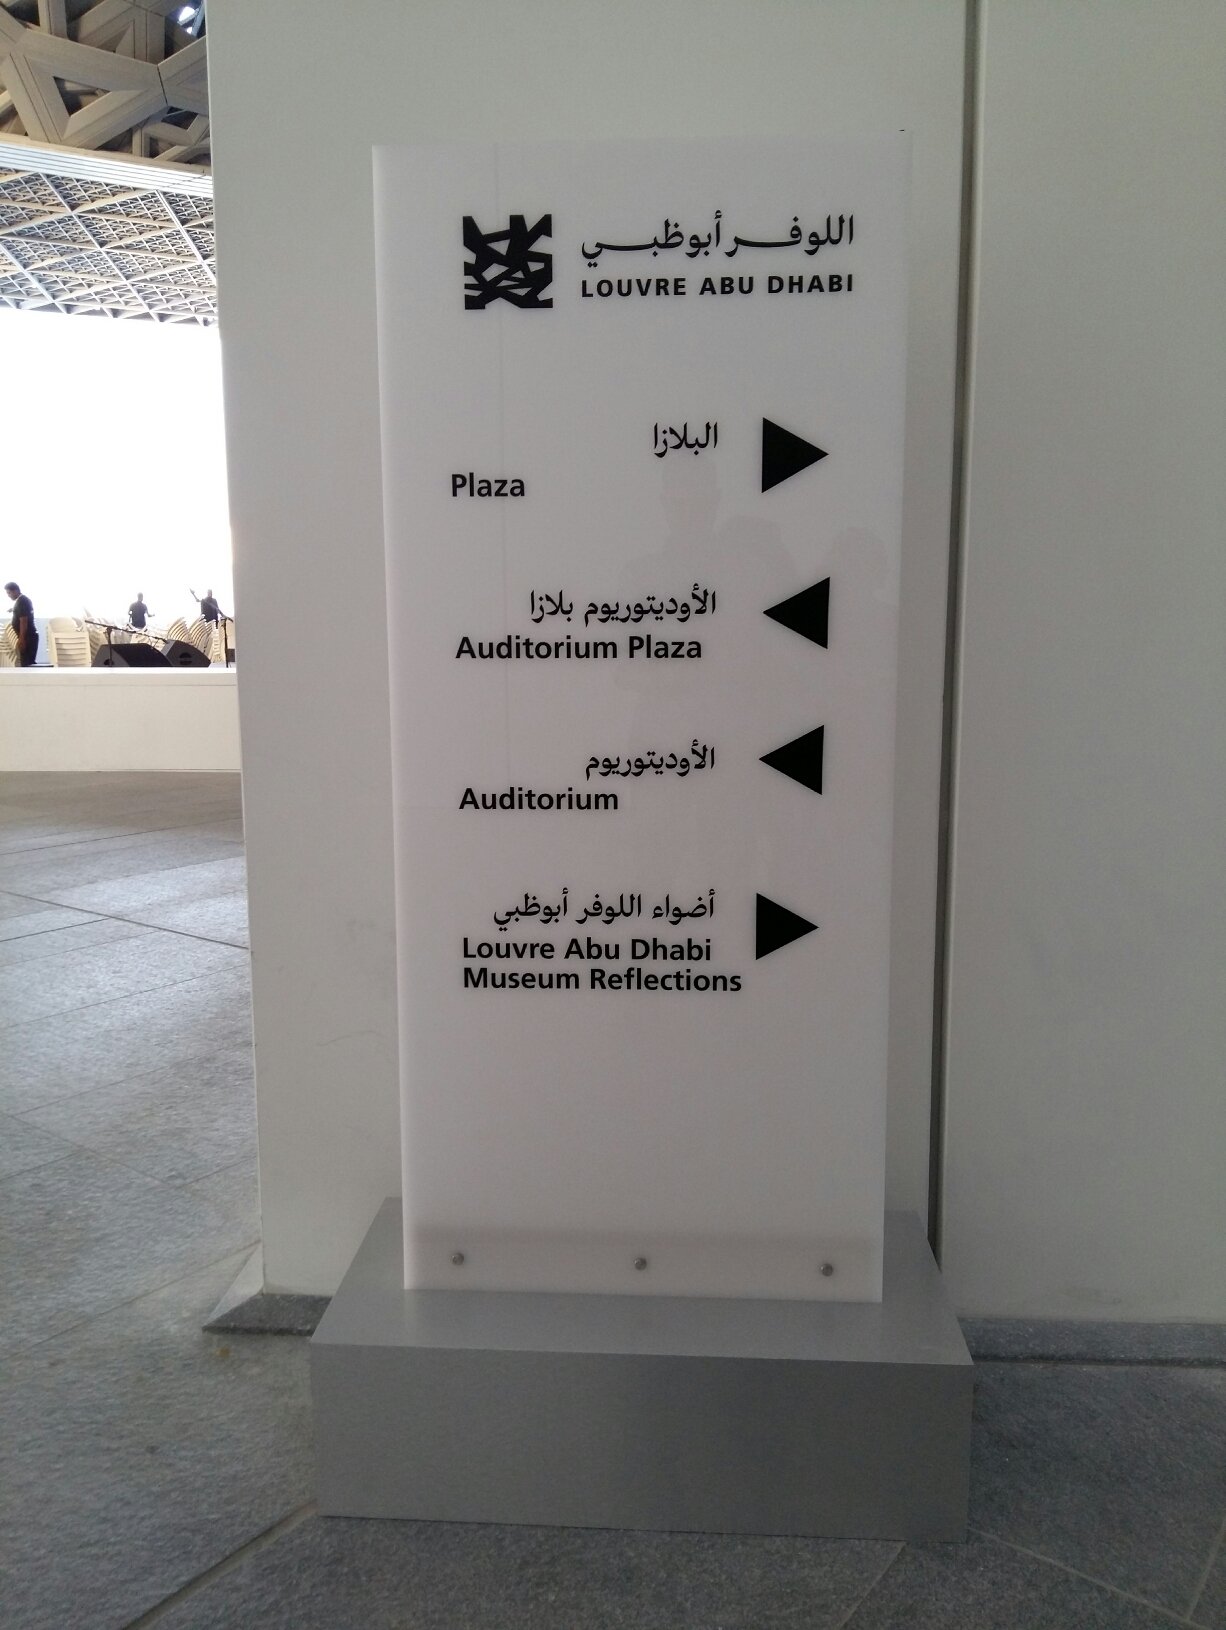 اللوفر أبوظبي
LOUVRE ABU DHABI
البلازا
Plaza
الأوديتوريوم بلازا
Auditorium Plaza
الأوديتوريوم
Auditorium
أضواء اللوفر أبوظبي
Louvre Abu Dhabi
Museum Reflections